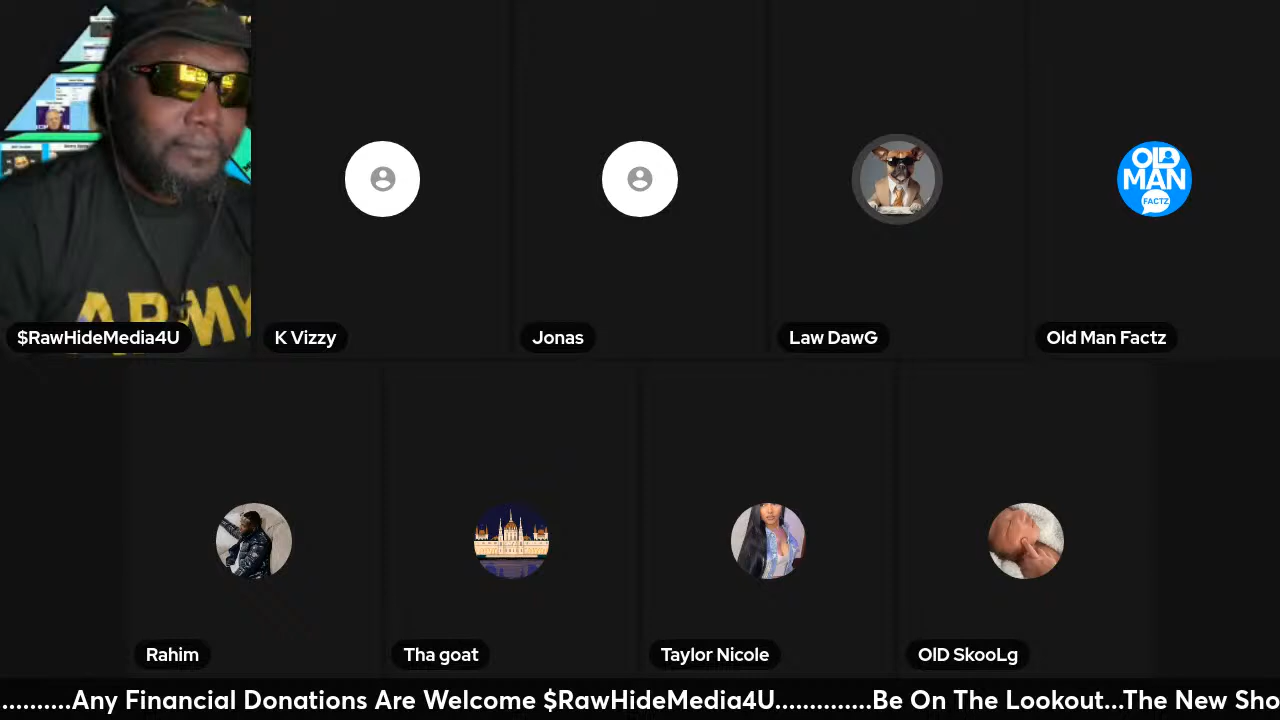 ARMY
$RawHideMedia4U
K Vizzy
Jonas
Law DawG
OLD
MAN
FACTZ
Old Man Factz
Rahim
Tha goat
Taylor Nicole
OlD SkooLg
..........Any Financial Donations Are Welcome $RawHideMedia4U..............Be On The Lookout...The New Sho